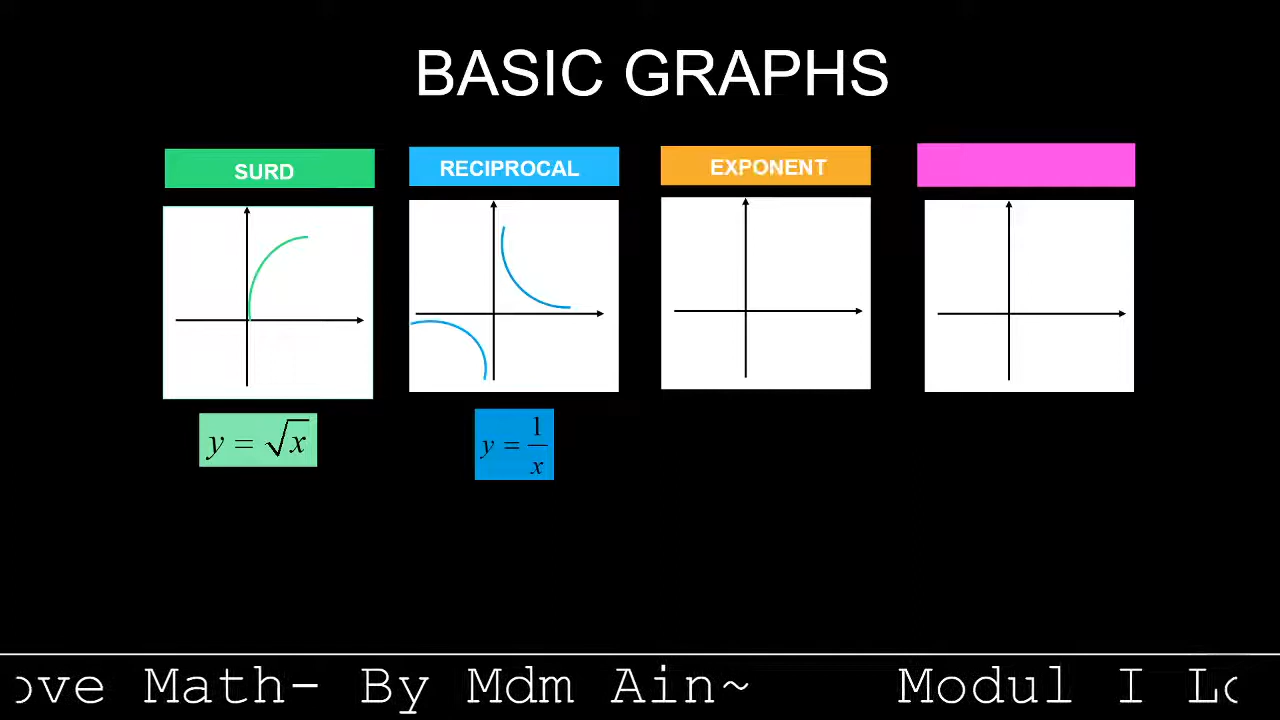 BASIC GRAPHS
SURD
RECIPROCAL
EXPONENT
y = √x
y = 1/x
Math- By Mdm Ain~ Modul I